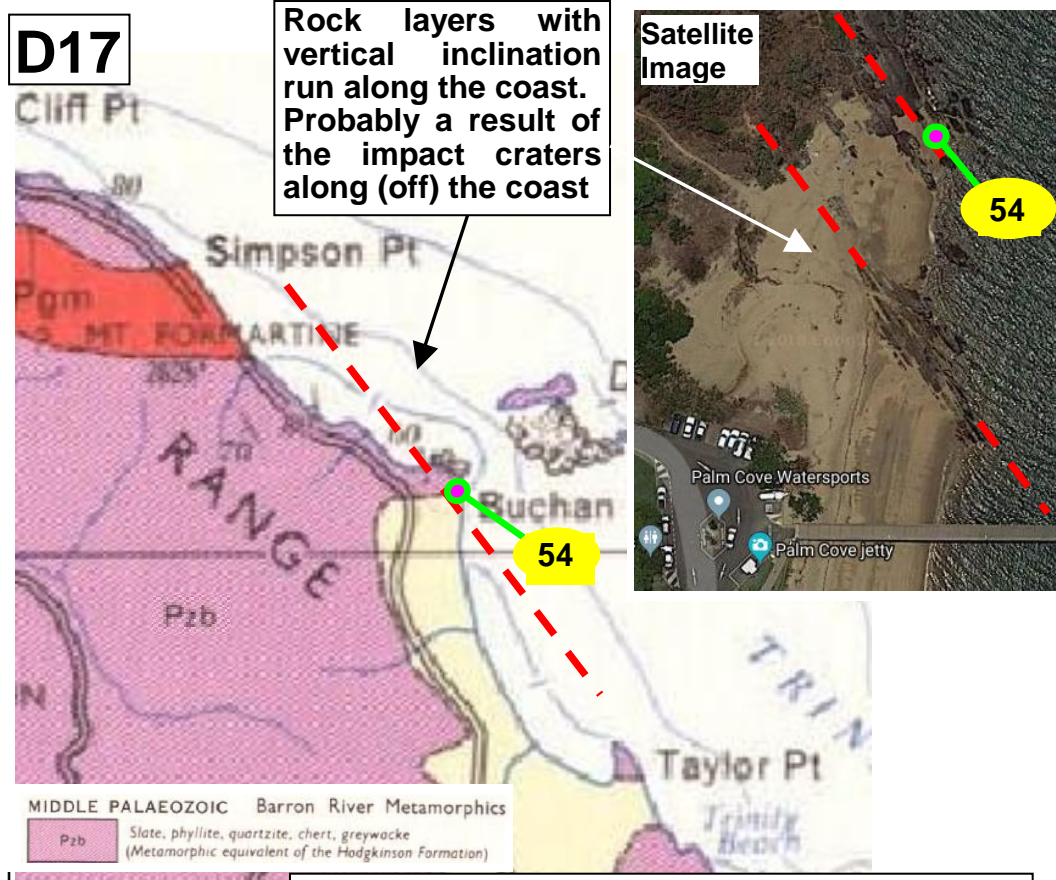 D17
Rock layers with
vertical inclination
run along the coast.
Probably a result of
the impact craters
along (off) the coast
Satellite
Image
54
Palm Cove Watersports
Palm Cove jetty
Cliff Pt
80
Simpson Pt
Pgm
MT FORMARTINE
2825'
70
60
RANGE
Buchan
54
Pzb
TRIN
Taylor Pt
Trinity
Beach
MIDDLE PALAEOZOIC Barron River Metamorphics
Pzb
Slate, phyllite, quartzite, chert, greywacke
(Metamorphic equivalent of the Hodgkinson Formation)